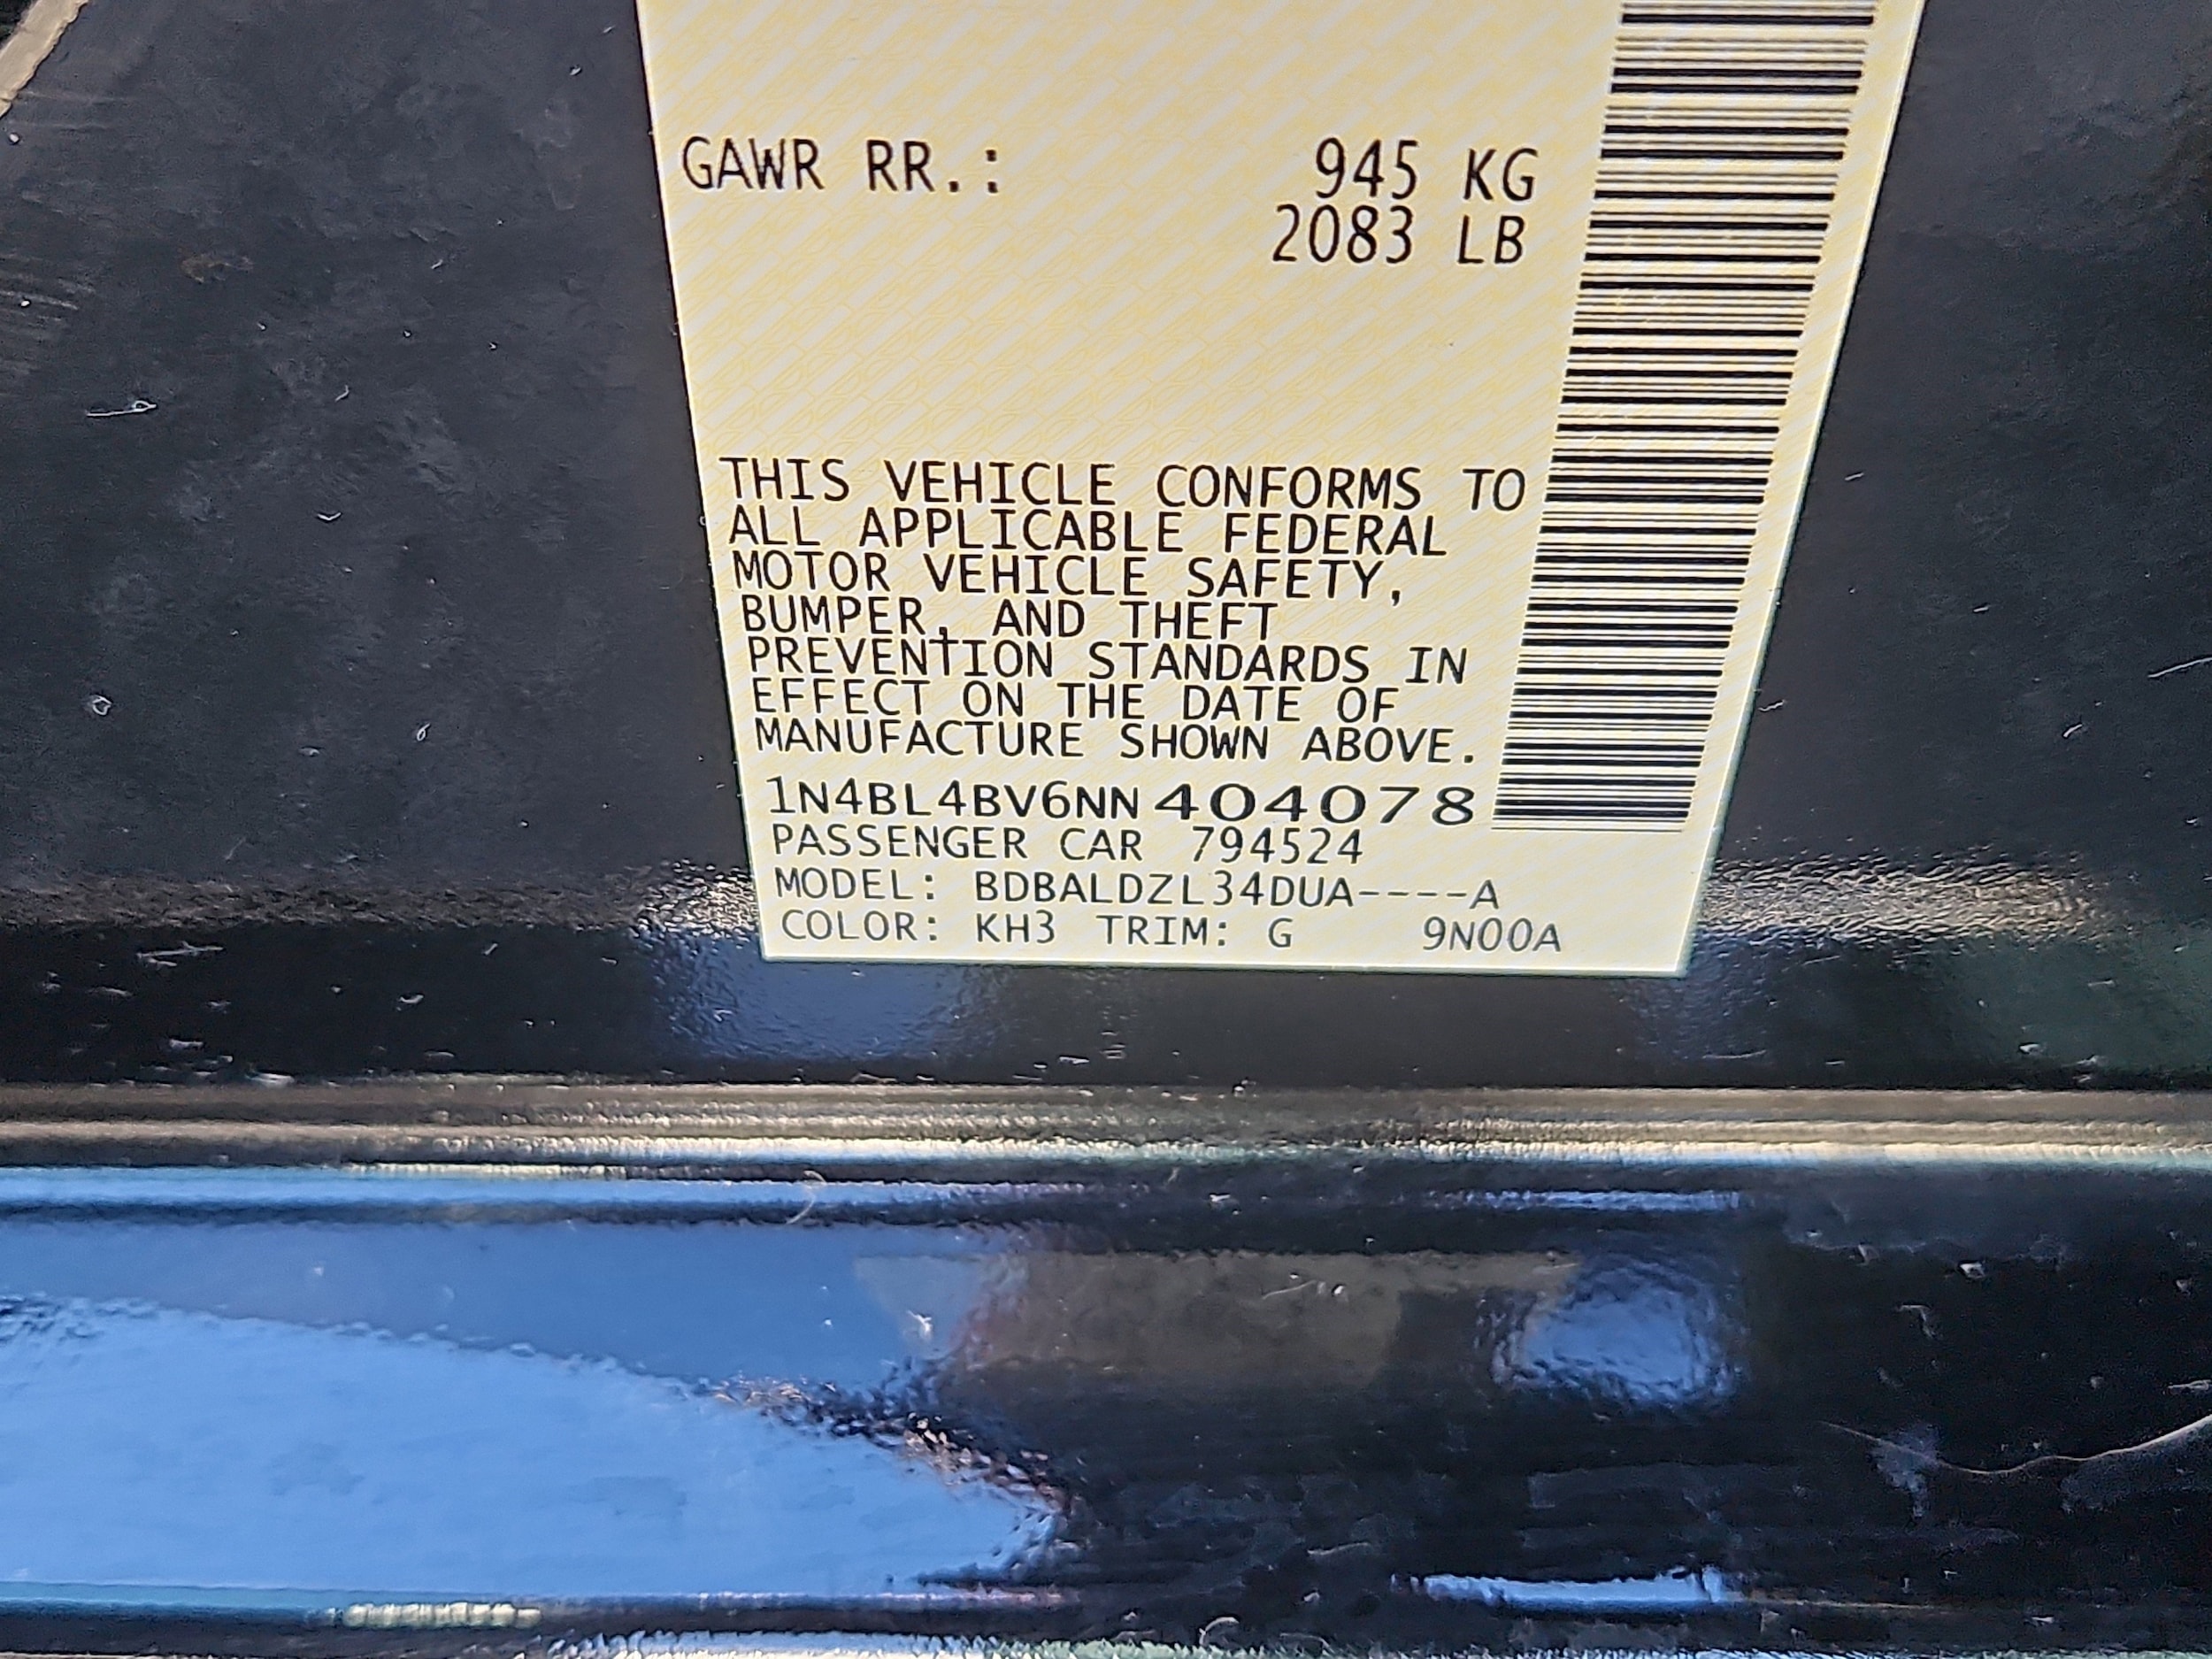 GAWR RR.: 945 KG
2083 LB
THIS VEHICLE CONFORMS TO
ALL APPLICABLE FEDERAL
MOTOR VEHICLE SAFETY,
BUMPER, AND THEFT
PREVENTION STANDARDS IN
EFFECT ON THE DATE OF
MANUFACTURE SHOWN ABOVE.
1N4BL4BV6NN404078
PASSENGER CAR 794524
MODEL: BDBALDZL34DUA----A
COLOR: KH3 TRIM: G 9N00A